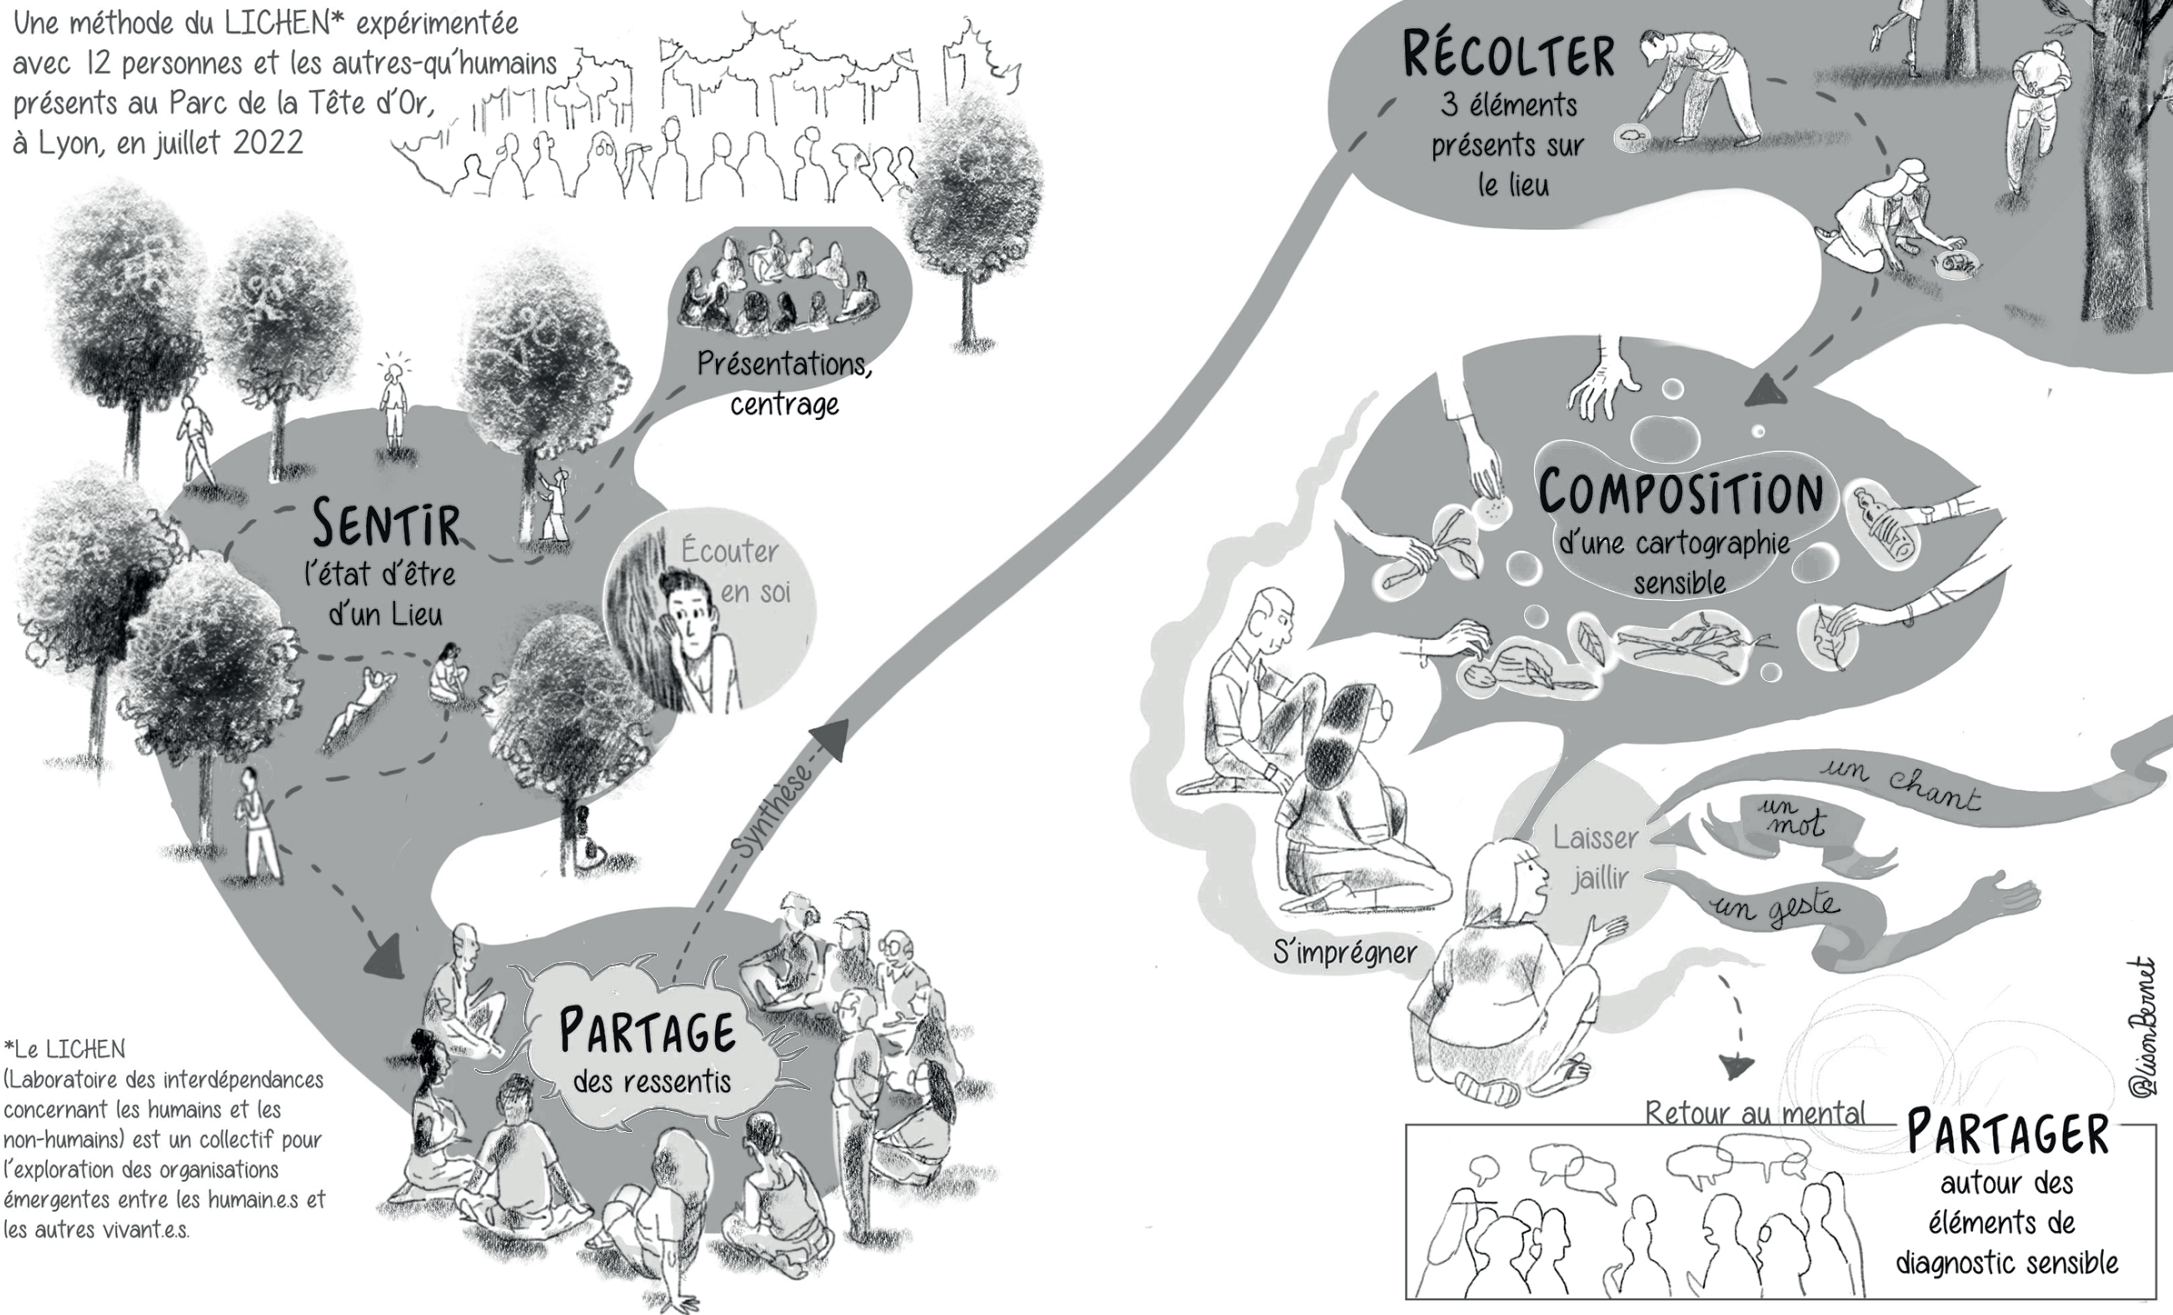 Une méthode du LICHEN* expérimentée
avec 12 personnes et les autres-qu'humains
présents au Parc de la Tête d'Or,
à Lyon, en juillet 2022
Présentations,
centrage
SENTIR
l'état d'être
d'un Lieu
Écouter
en soi
PARTAGE
des ressentis
Synthèse
*Le LICHEN
(Laboratoire des interdépendances
concernant les humains et les
non-humains) est un collectif pour
l'exploration des organisations
émergentes entre les humain.e.s et
les autres vivant.e.s.
RÉCOLTER
3 éléments
présents sur
le lieu
COMPOSITION
d'une cartographie
sensible
S'imprégner
Laisser
jaillir
un chant
un
mot
un geste
Retour au mental
PARTAGER
autour des
éléments de
diagnostic sensible
@lisonBernet